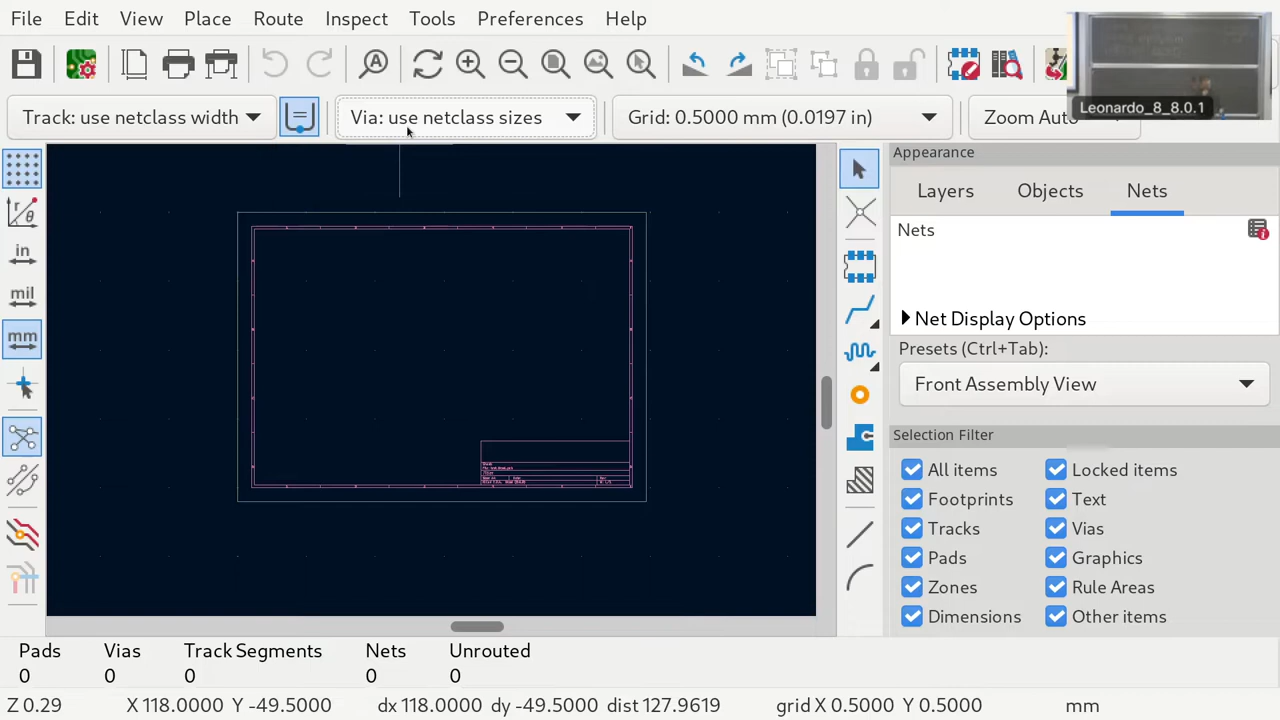 File Edit View Place Route Inspect Tools Preferences Help
Leonardo_8_8.0.1
Track: use netclass width Via: use netclass sizes Grid: 0.5000 mm (0.0197 in) Zoom Auto
Appearance
Layers Objects Nets
r θ
Nets
in
mil
Net Display Options
mm
Presets (Ctrl+Tab):
Front Assembly View
Selection Filter
All items Locked items
Footprints Text
Tracks Vias
Pads Graphics
Zones Rule Areas
Dimensions Other items
Pads Vias Track Segments Nets Unrouted
0 0 0 0 0
Z 0.29 X 118.0000 Y -49.5000 dx 118.0000 dy -49.5000 dist 127.9619 grid X 0.5000 Y 0.5000 mm